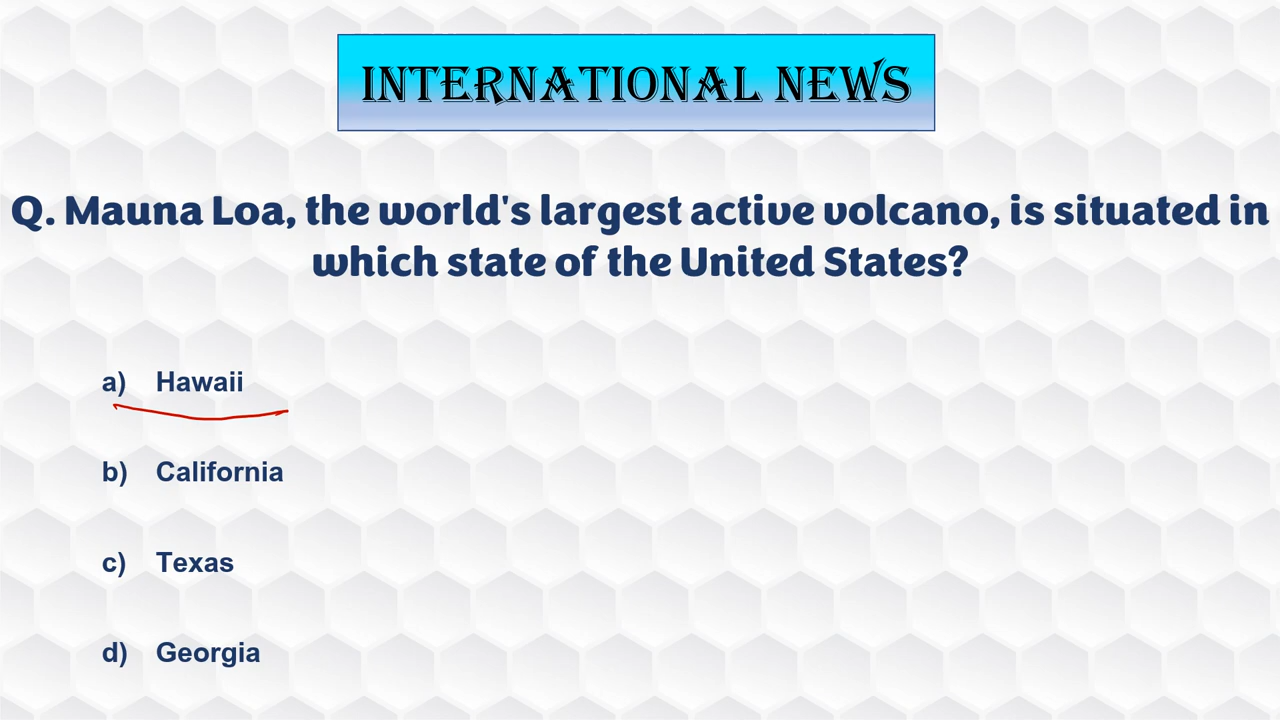 INTERNATIONAL NEWS
Q. Mauna Loa, the world's largest active volcano, is situated in
which state of the United States?
a) Hawaii
b) California
c) Texas
d) Georgia